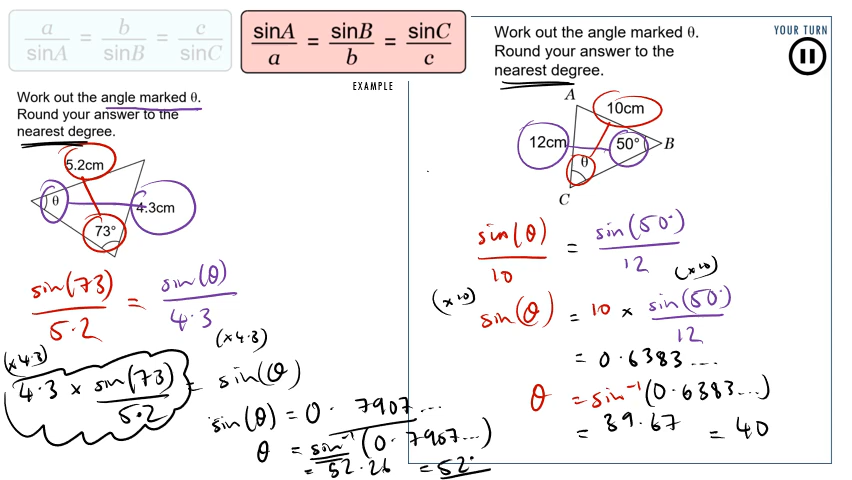 a/sinA = b/sinB = c/sinC
sinA/a = sinB/b = sinC/c
EXAMPLE
Work out the angle marked θ.
Round your answer to the
nearest degree.
5.2cm
θ
4.3cm
73°
sin(73)/5.2 = sin(θ)/4.3
(×4.3) (×4.3)
4.3 × sin(73)/5.2 = sin(θ)
sin(θ) = 0.7907...
θ = sin⁻¹(0.7907...)
= 52.26 = 52°
YOUR TURN
Work out the angle marked θ.
Round your answer to the
nearest degree.
A
10cm
12cm
50°
B
θ
C
sin(θ)/10 = sin(50°)/12
(×10) (×10)
sin(θ) = 10 × sin(50°)/12
= 0.6383....
θ = sin⁻¹(0.6383...)
= 39.67 = 40